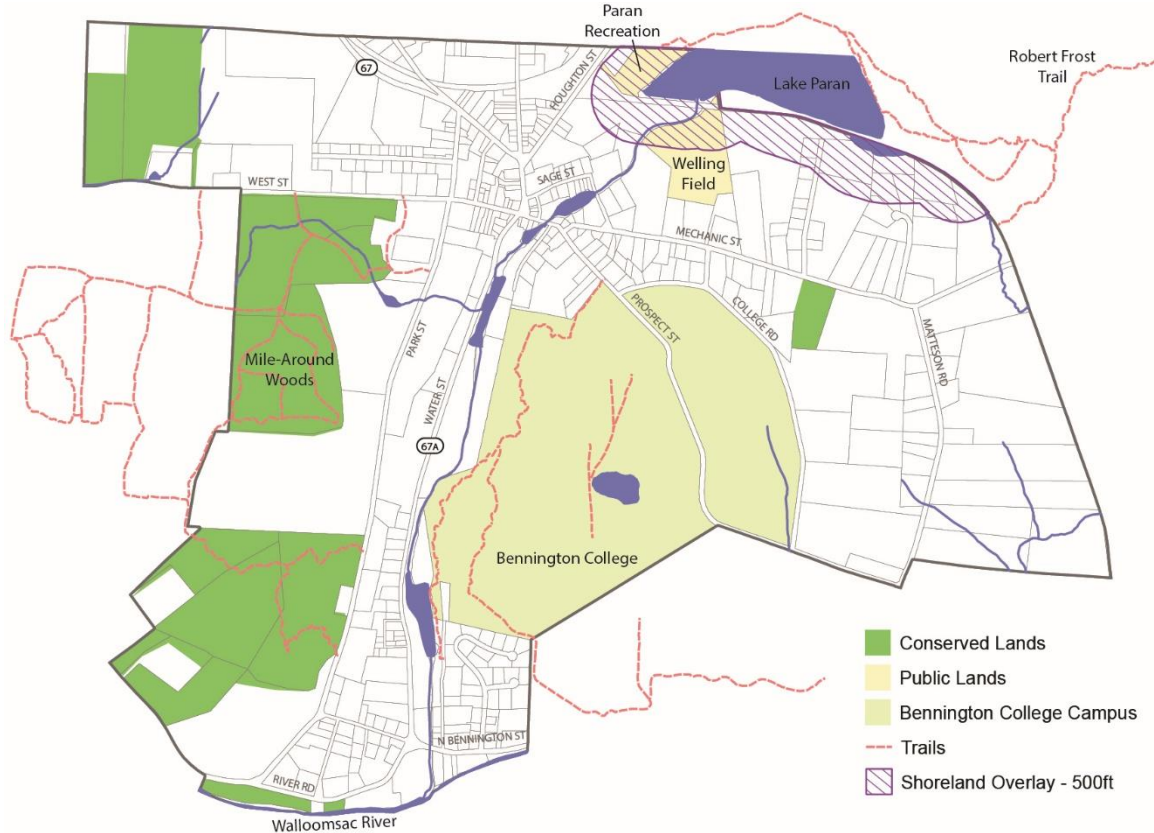 Paran
Recreation
Robert Frost
Trail
67
HOUGHTON ST
Lake Paran
Welling
Field
SAGE ST
WEST ST
MECHANIC ST
PROSPECT ST
COLLEGE RD
MATTESON RD
PARK ST
WATER ST
Mile-Around
Woods
67A
Bennington College
N BENNINGTON ST
RIVER RD
Walloomsac River
Conserved Lands
Public Lands
Bennington College Campus
Trails
Shoreland Overlay - 500ft